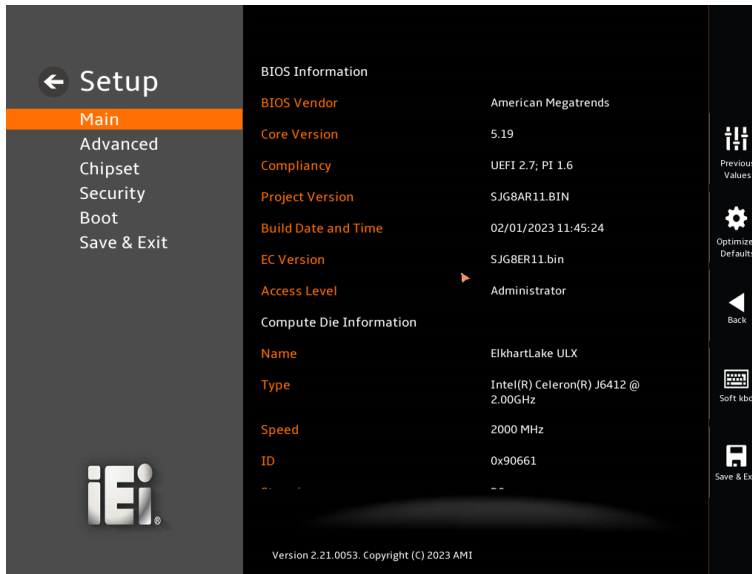 Setup
Main
Advanced
Chipset
Security
Boot
Save & Exit
BIOS Information
BIOS Vendor American Megatrends
Core Version 5.19
Compliancy UEFI 2.7; PI 1.6
Project Version SJG8AR11.BIN
Build Date and Time 02/01/2023 11:45:24
EC Version SJG8ER11.bin
Access Level Administrator
Compute Die Information
Name ElkhartLake ULX
Type Intel(R) Celeron(R) J6412 @
2.00GHz
Speed 2000 MHz
ID 0x90661
Version 2.21.0053. Copyright (C) 2023 AMI
Previous
Values
Optimize
Defaults
Back
Soft kbd
Save & Ex
iEi®